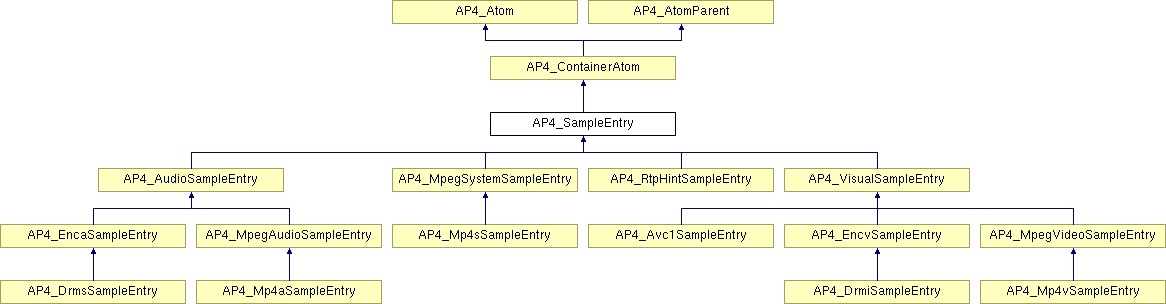 AP4_Atom
AP4_AtomParent
AP4_ContainerAtom
AP4_SampleEntry
AP4_AudioSampleEntry
AP4_MpegSystemSampleEntry
AP4_RtpHintSampleEntry
AP4_VisualSampleEntry
AP4_EncaSampleEntry
AP4_MpegAudioSampleEntry
AP4_Mp4sSampleEntry
AP4_Avc1SampleEntry
AP4_EncvSampleEntry
AP4_MpegVideoSampleEntry
AP4_DrmsSampleEntry
AP4_Mp4aSampleEntry
AP4_DrmiSampleEntry
AP4_Mp4vSampleEntry